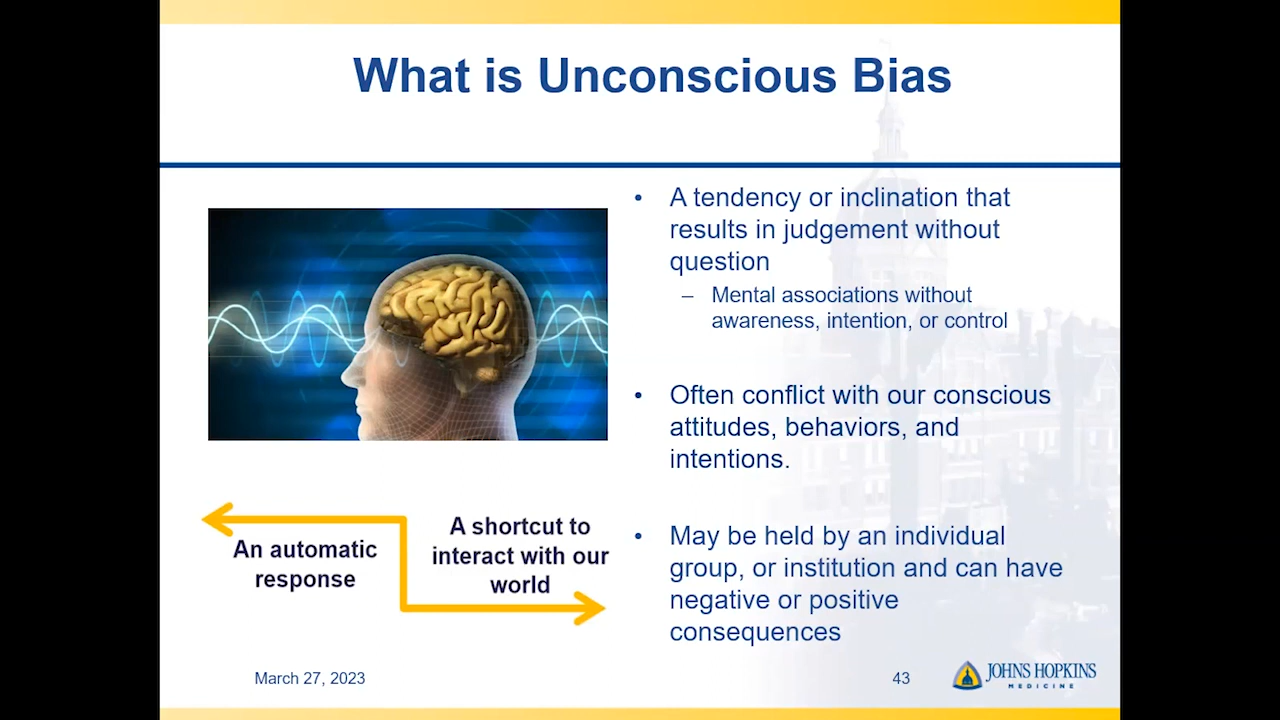 What is Unconscious Bias
• A tendency or inclination that
results in judgement without
question
– Mental associations without
awareness, intention, or control
• Often conflict with our conscious
attitudes, behaviors, and
intentions.
• May be held by an individual
group, or institution and can have
negative or positive
consequences
An automatic
response
A shortcut to
interact with our
world
March 27, 2023
43
JOHNS HOPKINS
MEDICINE